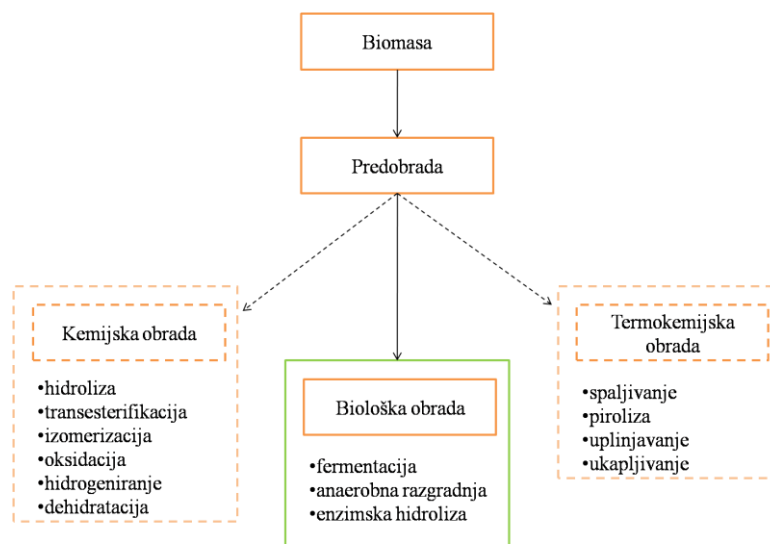 Biomasa
Predobrada
Kemijska obrada
•hidroliza
•transesterifikacija
•izomerizacija
•oksidacija
•hidrogeniranje
•dehidratacija
Biološka obrada
•fermentacija
•anaerobna razgradnja
•enzimska hidroliza
Termokemijska
obrada
•spaljivanje
•piroliza
•uplinjavanje
•ukapljivanje